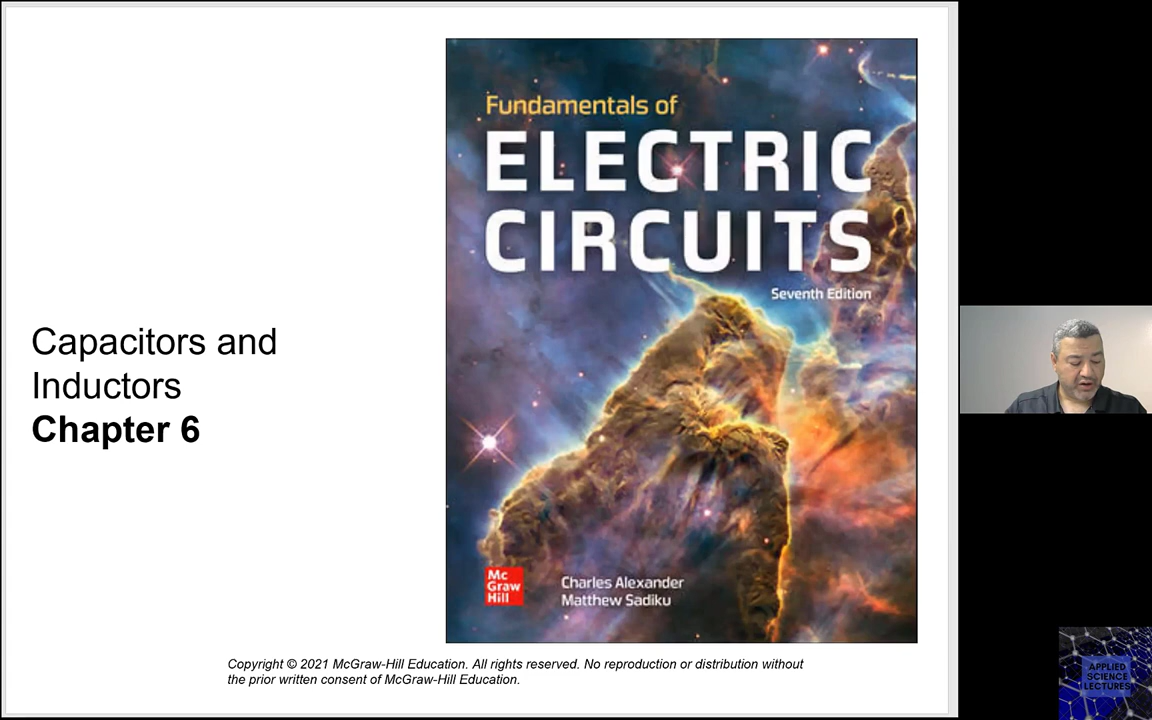 Fundamentals of
ELECTRIC
CIRCUITS
Seventh Edition
Capacitors and
Inductors
Chapter 6
Mc
Graw
Hill
Charles Alexander
Matthew Sadiku
Copyright © 2021 McGraw-Hill Education. All rights reserved. No reproduction or distribution without
the prior written consent of McGraw-Hill Education.
APPLIED
SCIENCE
LECTURES